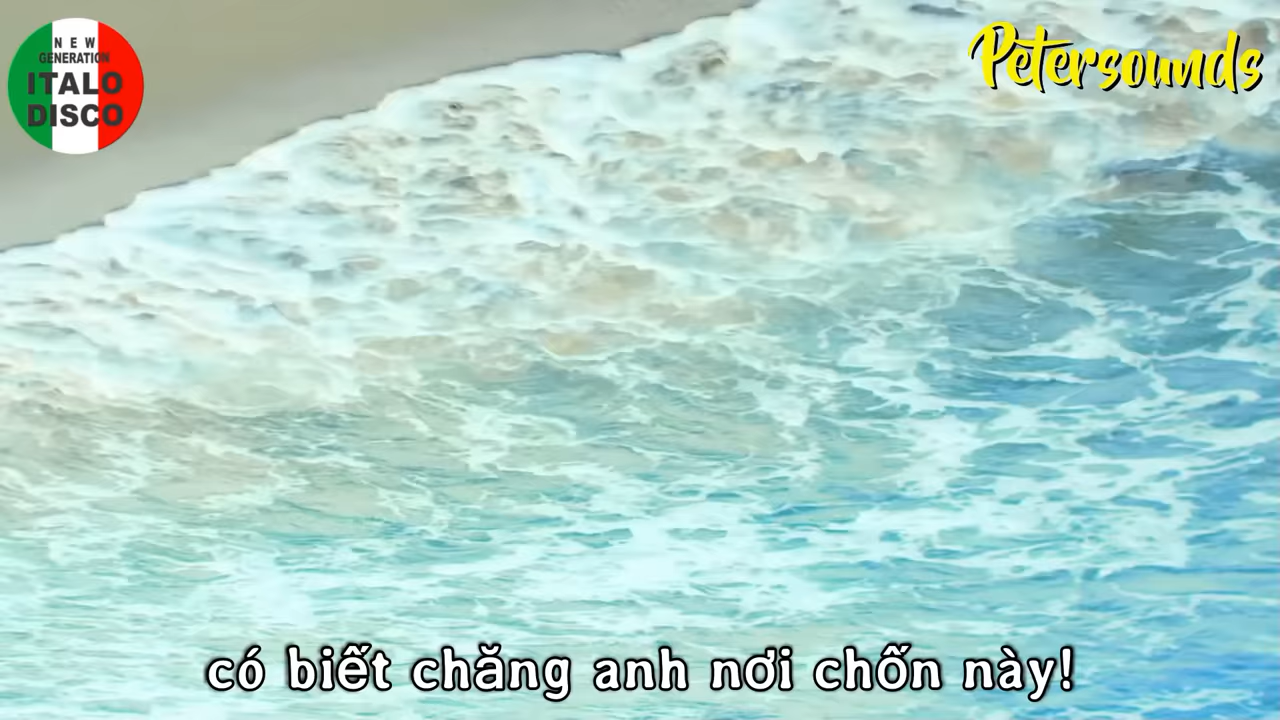 NEW
GENERATION
ITALO
DISCO
Petersounds
có biết chăng anh nơi chốn này!